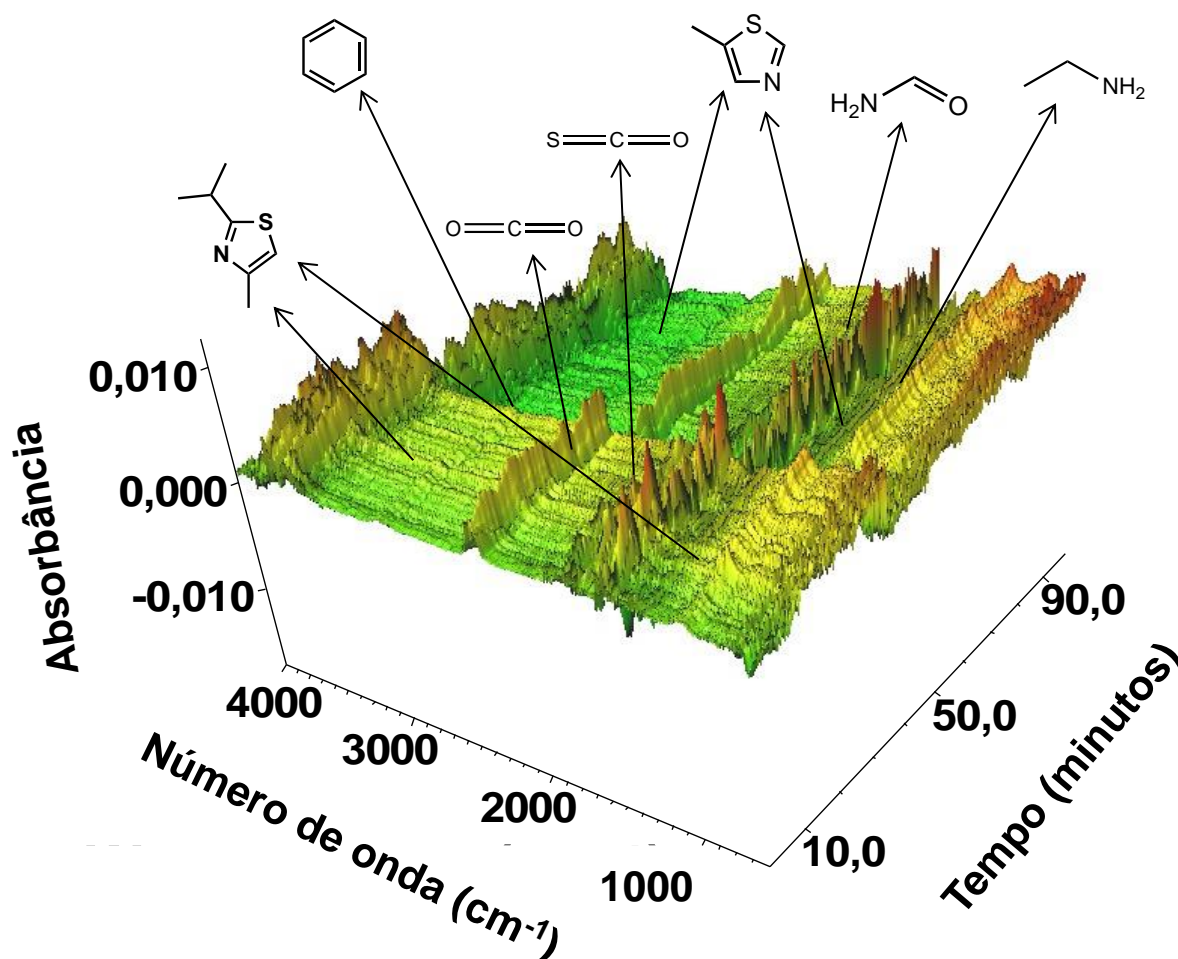 S
N
H₂N
O
NH₂
S C O
O C O
S
N
0,010
0,000
-0,010
Absorbância
4000
3000
2000
1000
Número de onda (cm⁻¹)
10,0
50,0
90,0
Tempo (minutos)